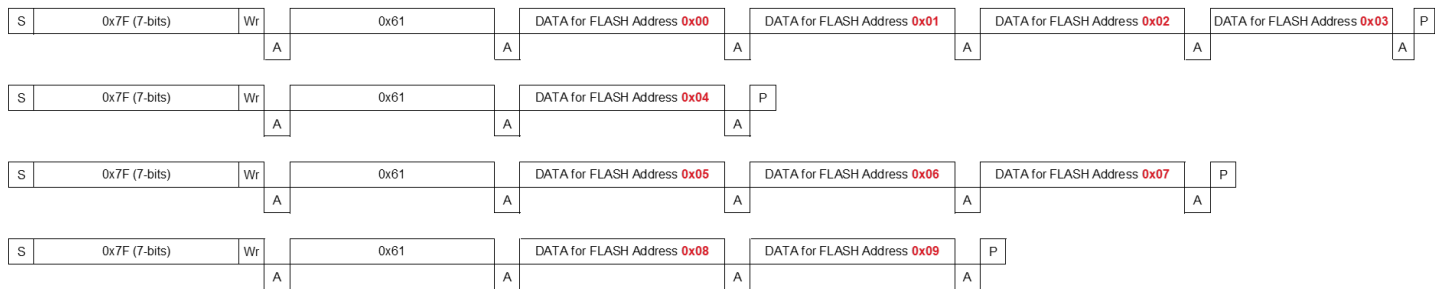 S 0x7F (7-bits) Wr 0x61 DATA for FLASH Address 0x00 DATA for FLASH Address 0x01 DATA for FLASH Address 0x02 DATA for FLASH Address 0x03 P
A A A A A A
S 0x7F (7-bits) Wr 0x61 DATA for FLASH Address 0x04 P
A A A
S 0x7F (7-bits) Wr 0x61 DATA for FLASH Address 0x05 DATA for FLASH Address 0x06 DATA for FLASH Address 0x07 P
A A A A A
S 0x7F (7-bits) Wr 0x61 DATA for FLASH Address 0x08 DATA for FLASH Address 0x09 P
A A A A